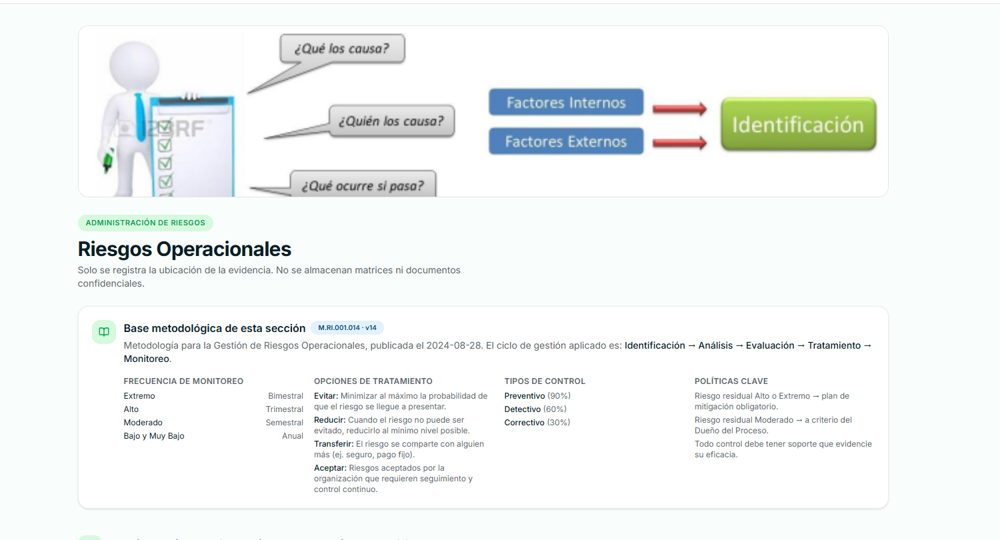 ¿Qué los causa?
¿Quién los causa?
¿Qué ocurre si pasa?
123RF
Factores Internos
Factores Externos
Identificación
ADMINISTRACIÓN DE RIESGOS
Riesgos Operacionales
Solo se registra la ubicación de la evidencia. No se almacenan matrices ni documentos
confidenciales.
Base metodológica de esta sección M.RI.001.014 · v14
Metodología para la Gestión de Riesgos Operacionales, publicada el 2024-08-28. El ciclo de gestión aplicado es: Identificación → Análisis → Evaluación → Tratamiento →
Monitoreo.
FRECUENCIA DE MONITOREO
Extremo Bimestral
Alto Trimestral
Moderado Semestral
Bajo y Muy Bajo Anual
OPCIONES DE TRATAMIENTO
Evitar: Minimizar al máximo la probabilidad de
que el riesgo se llegue a presentar.
Reducir: Cuando el riesgo no puede ser
evitado, reducirlo al mínimo nivel posible.
Transferir: El riesgo se comparte con alguien
más (ej. seguro, pago fijo).
Aceptar: Riesgos aceptados por la
organización que requieren seguimiento y
control continuo.
TIPOS DE CONTROL
Preventivo (90%)
Detectivo (60%)
Correctivo (30%)
POLÍTICAS CLAVE
Riesgo residual Alto o Extremo → plan de
mitigación obligatorio.
Riesgo residual Moderado → a criterio del
Dueño del Proceso.
Todo control debe tener soporte que evidencie
su eficacia.